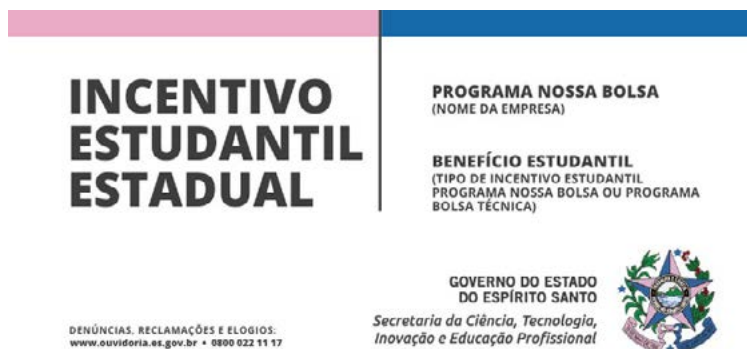 INCENTIVO
ESTUDANTIL
ESTADUAL
PROGRAMA NOSSA BOLSA
(NOME DA EMPRESA)
BENEFÍCIO ESTUDANTIL
(TIPO DE INCENTIVO ESTUDANTIL
PROGRAMA NOSSA BOLSA OU PROGRAMA
BOLSA TÉCNICA)
DENÚNCIAS, RECLAMAÇÕES E ELOGIOS:
www.ouvidoria.es.gov.br • 0800 022 11 17
GOVERNO DO ESTADO
DO ESPÍRITO SANTO
Secretaria da Ciência, Tecnologia,
Inovação e Educação Profissional